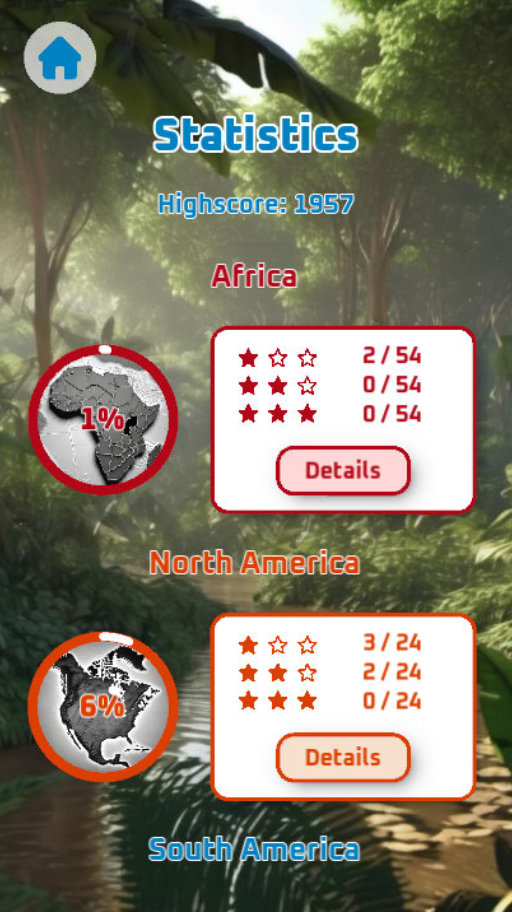 Statistics
Highscore: 1957
Africa
1%
2 / 54
0 / 54
0 / 54
Details
North America
6%
3 / 24
2 / 24
0 / 24
Details
South America